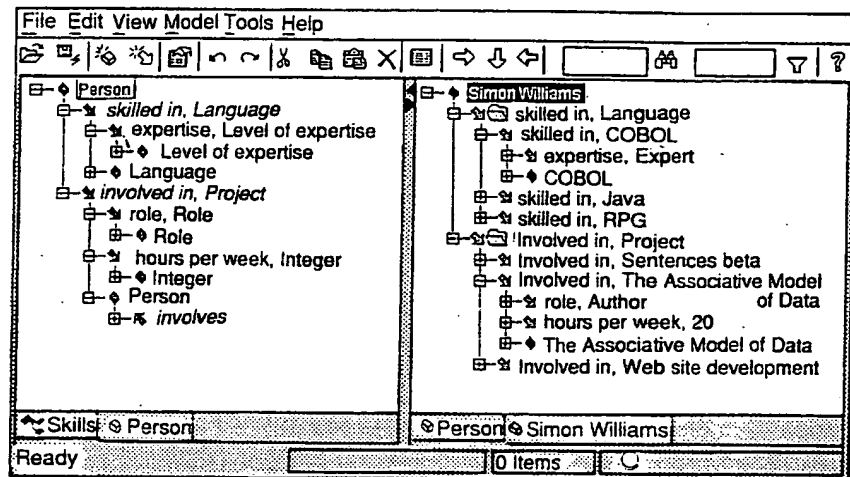 File Edit View Model Tools Help
?
Person
skilled in, Language
expertise, Level of expertise
Level of expertise
Language
involved in, Project
role, Role
Role
hours per week, Integer
Integer
Person
involves
Skills Person
Simon Williams
skilled in, Language
skilled in, COBOL
expertise, Expert
COBOL
skilled in, Java
skilled in, RPG
Involved in, Project
Involved in, Sentences beta
Involved in, The Associative Model
of Data
role, Author
hours per week, 20
The Associative Model of Data
Involved in, Web site development
Person Simon Williams
Ready
0 Items